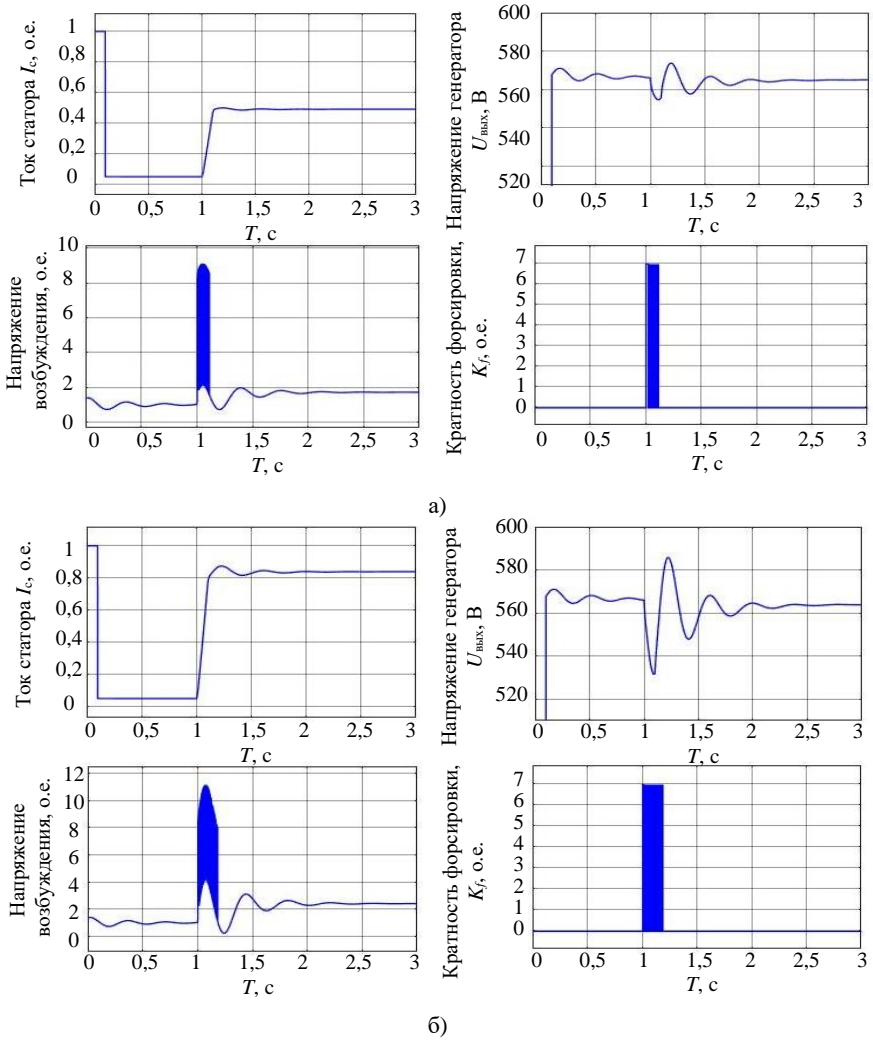 Ток статора Iс, о.е.
1
0,8
0,6
0,4
0,2
0
0 0,5 1 1,5 2 2,5 3
T, с
Напряжение генератора
Uвых, В
600
580
560
540
520
0 0,5 1 1,5 2 2,5 3
T, с
Напряжение
возбуждения, о.е.
10
8
6
4
2
0
0 0,5 1 1,5 2 2,5 3
T, с
Кратность форсировки,
Kf, о.е.
7
6
5
4
3
2
1
0
0 0,5 1 1,5 2 2,5 3
T, с
а)
Ток статора Iс, о.е.
1
0,8
0,6
0,4
0,2
0
0 0,5 1 1,5 2 2,5 3
T, с
Напряжение генератора
Uвых, В
600
580
560
540
520
0 0,5 1 1,5 2 2,5 3
T, с
Напряжение
возбуждения, о.е.
12
10
8
6
4
2
0
0 0,5 1 1,5 2 2,5 3
T, с
Кратность форсировки,
Kf, о.е.
7
6
5
4
3
2
1
0
0 0,5 1 1,5 2 2,5 3
T, с
б)